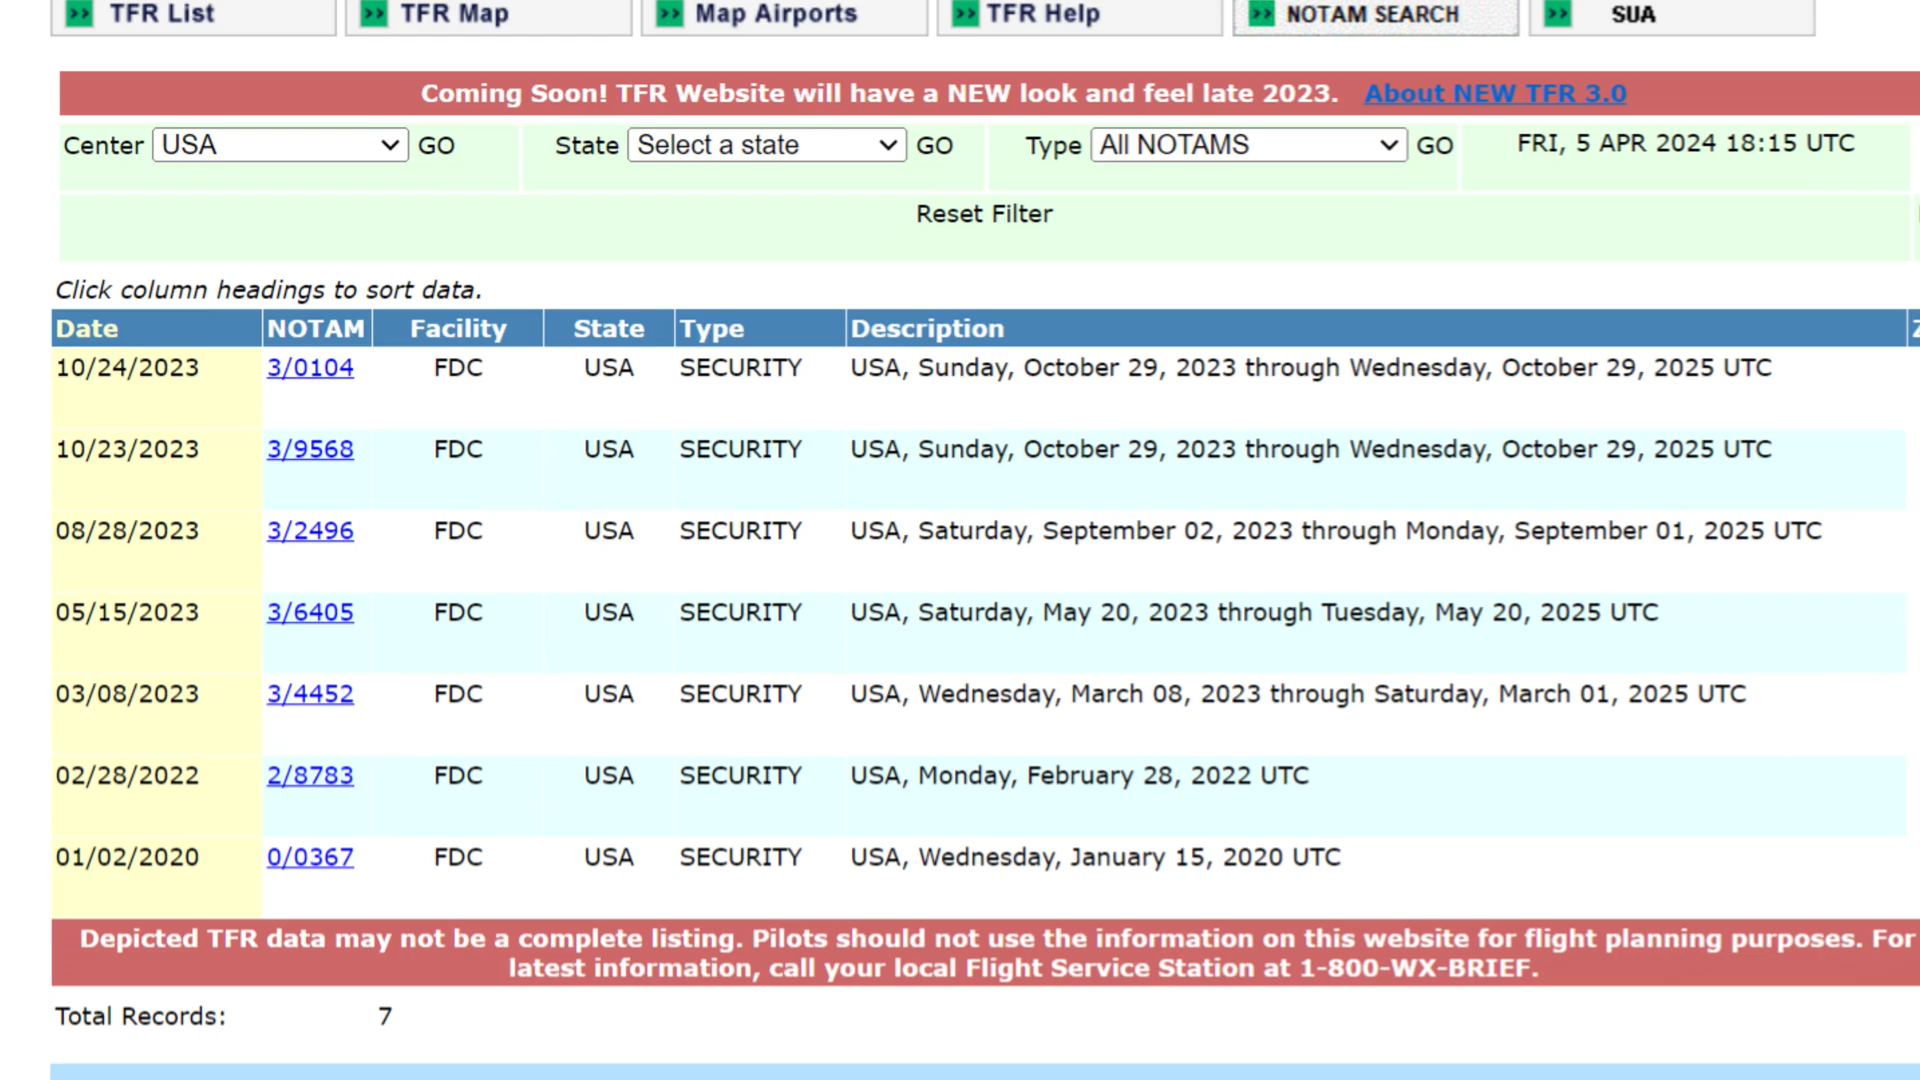 TFR List TFR Map Map Airports TFR Help NOTAM SEARCH SUA
Coming Soon! TFR Website will have a NEW look and feel late 2023. About NEW TFR 3.0
Center USA GO State Select a state GO Type All NOTAMS GO FRI, 5 APR 2024 18:15 UTC
Reset Filter
Click column headings to sort data.
Date NOTAM Facility State Type Description
10/24/2023 3/0104 FDC USA SECURITY USA, Sunday, October 29, 2023 through Wednesday, October 29, 2025 UTC
10/23/2023 3/9568 FDC USA SECURITY USA, Sunday, October 29, 2023 through Wednesday, October 29, 2025 UTC
08/28/2023 3/2496 FDC USA SECURITY USA, Saturday, September 02, 2023 through Monday, September 01, 2025 UTC
05/15/2023 3/6405 FDC USA SECURITY USA, Saturday, May 20, 2023 through Tuesday, May 20, 2025 UTC
03/08/2023 3/4452 FDC USA SECURITY USA, Wednesday, March 08, 2023 through Saturday, March 01, 2025 UTC
02/28/2022 2/8783 FDC USA SECURITY USA, Monday, February 28, 2022 UTC
01/02/2020 0/0367 FDC USA SECURITY USA, Wednesday, January 15, 2020 UTC
Depicted TFR data may not be a complete listing. Pilots should not use the information on this website for flight planning purposes. For
latest information, call your local Flight Service Station at 1-800-WX-BRIEF.
Total Records: 7